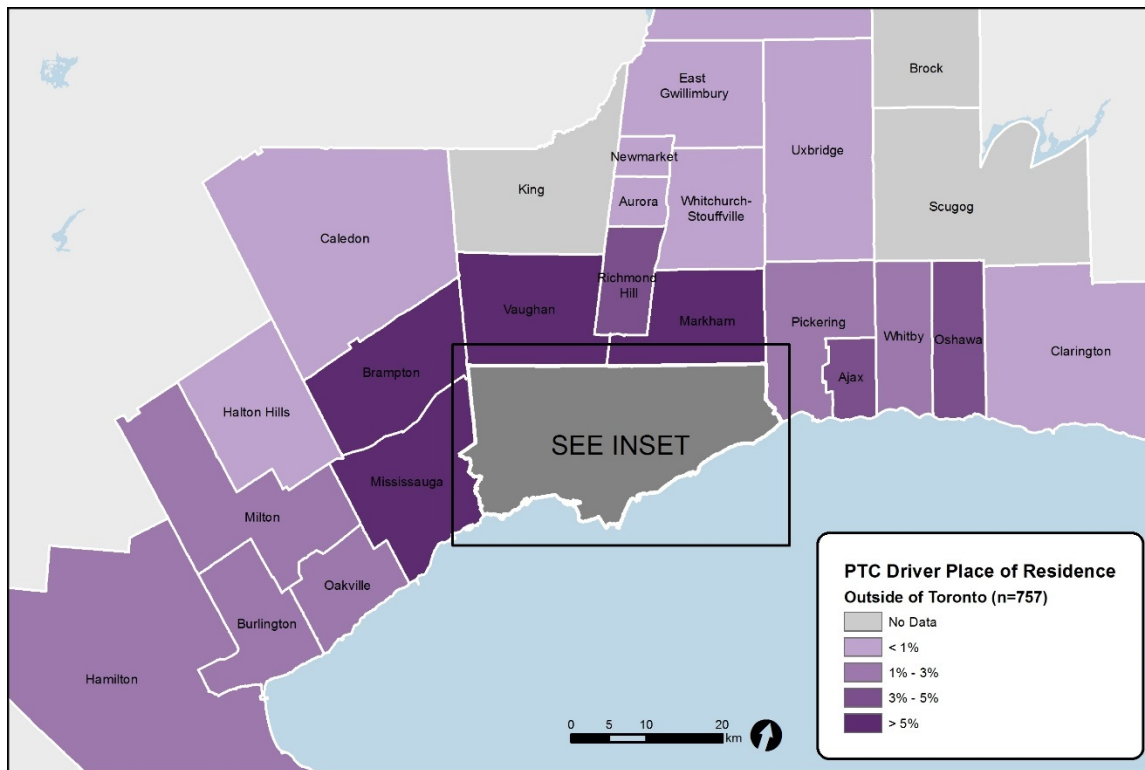 Brock
East
Gwillimbury
Uxbridge
Newmarket
King
Aurora
Whitchurch-
Stouffville
Scugog
Caledon
Richmond
Hill
Vaughan
Markham
Pickering
Whitby
Oshawa
Clarington
Brampton
Ajax
Halton Hills
SEE INSET
Mississauga
Milton
Oakville
Burlington
Hamilton
0 5 10 20
km
PTC Driver Place of Residence
Outside of Toronto (n=757)
No Data
< 1%
1% - 3%
3% - 5%
> 5%